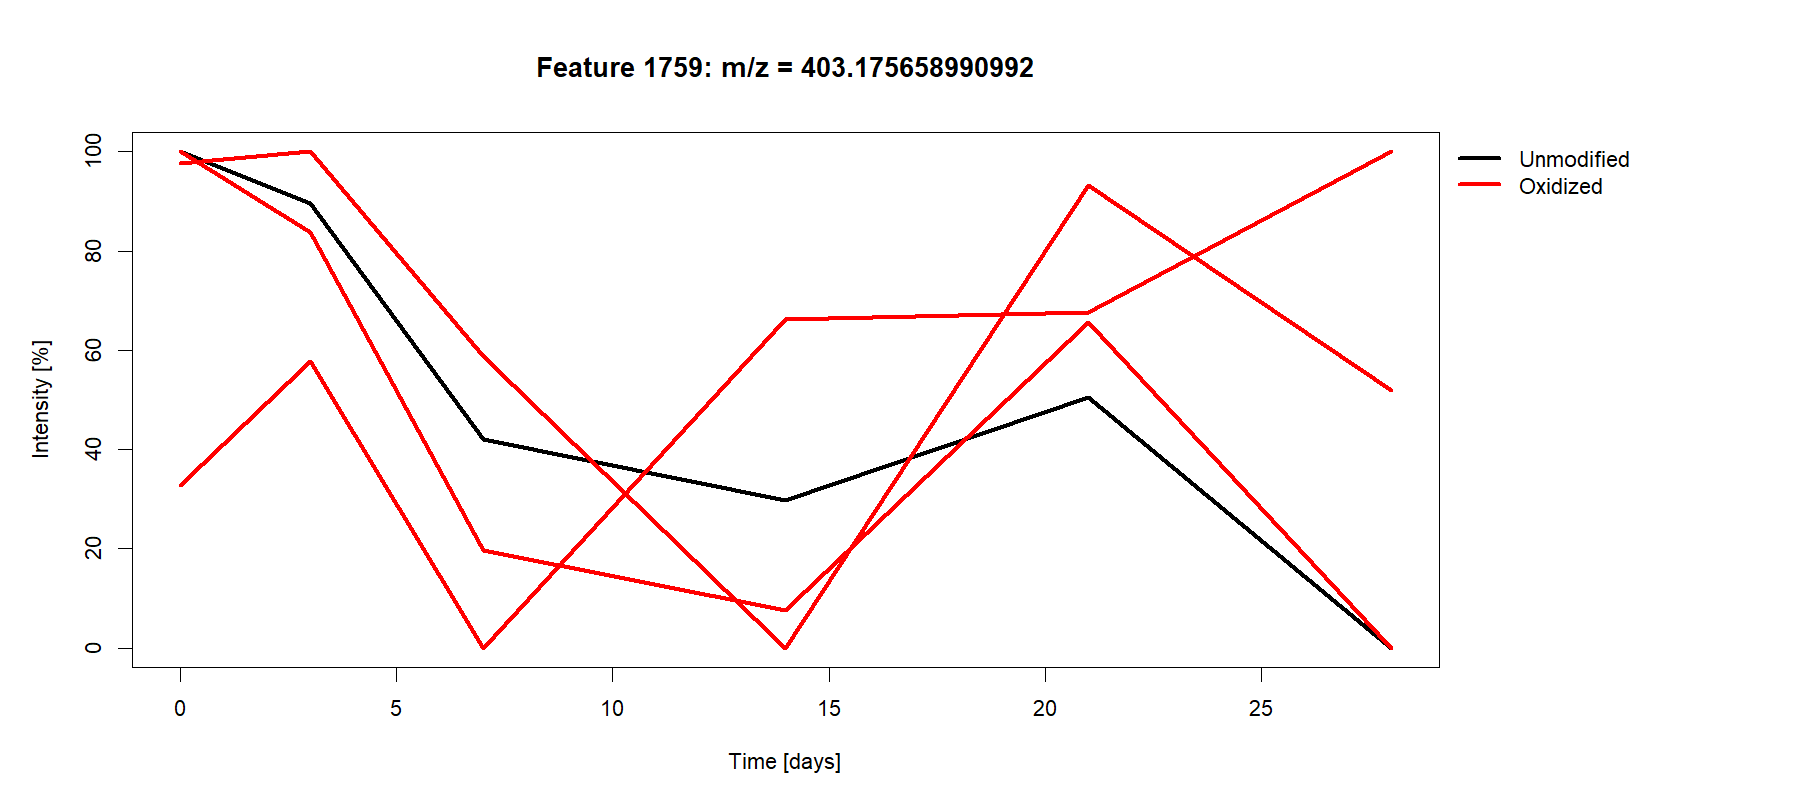 Feature 1759: m/z = 403.175658990992
Unmodified
Oxidized
100
80
60
40
20
0
Intensity [%]
0 5 10 15 20 25
Time [days]